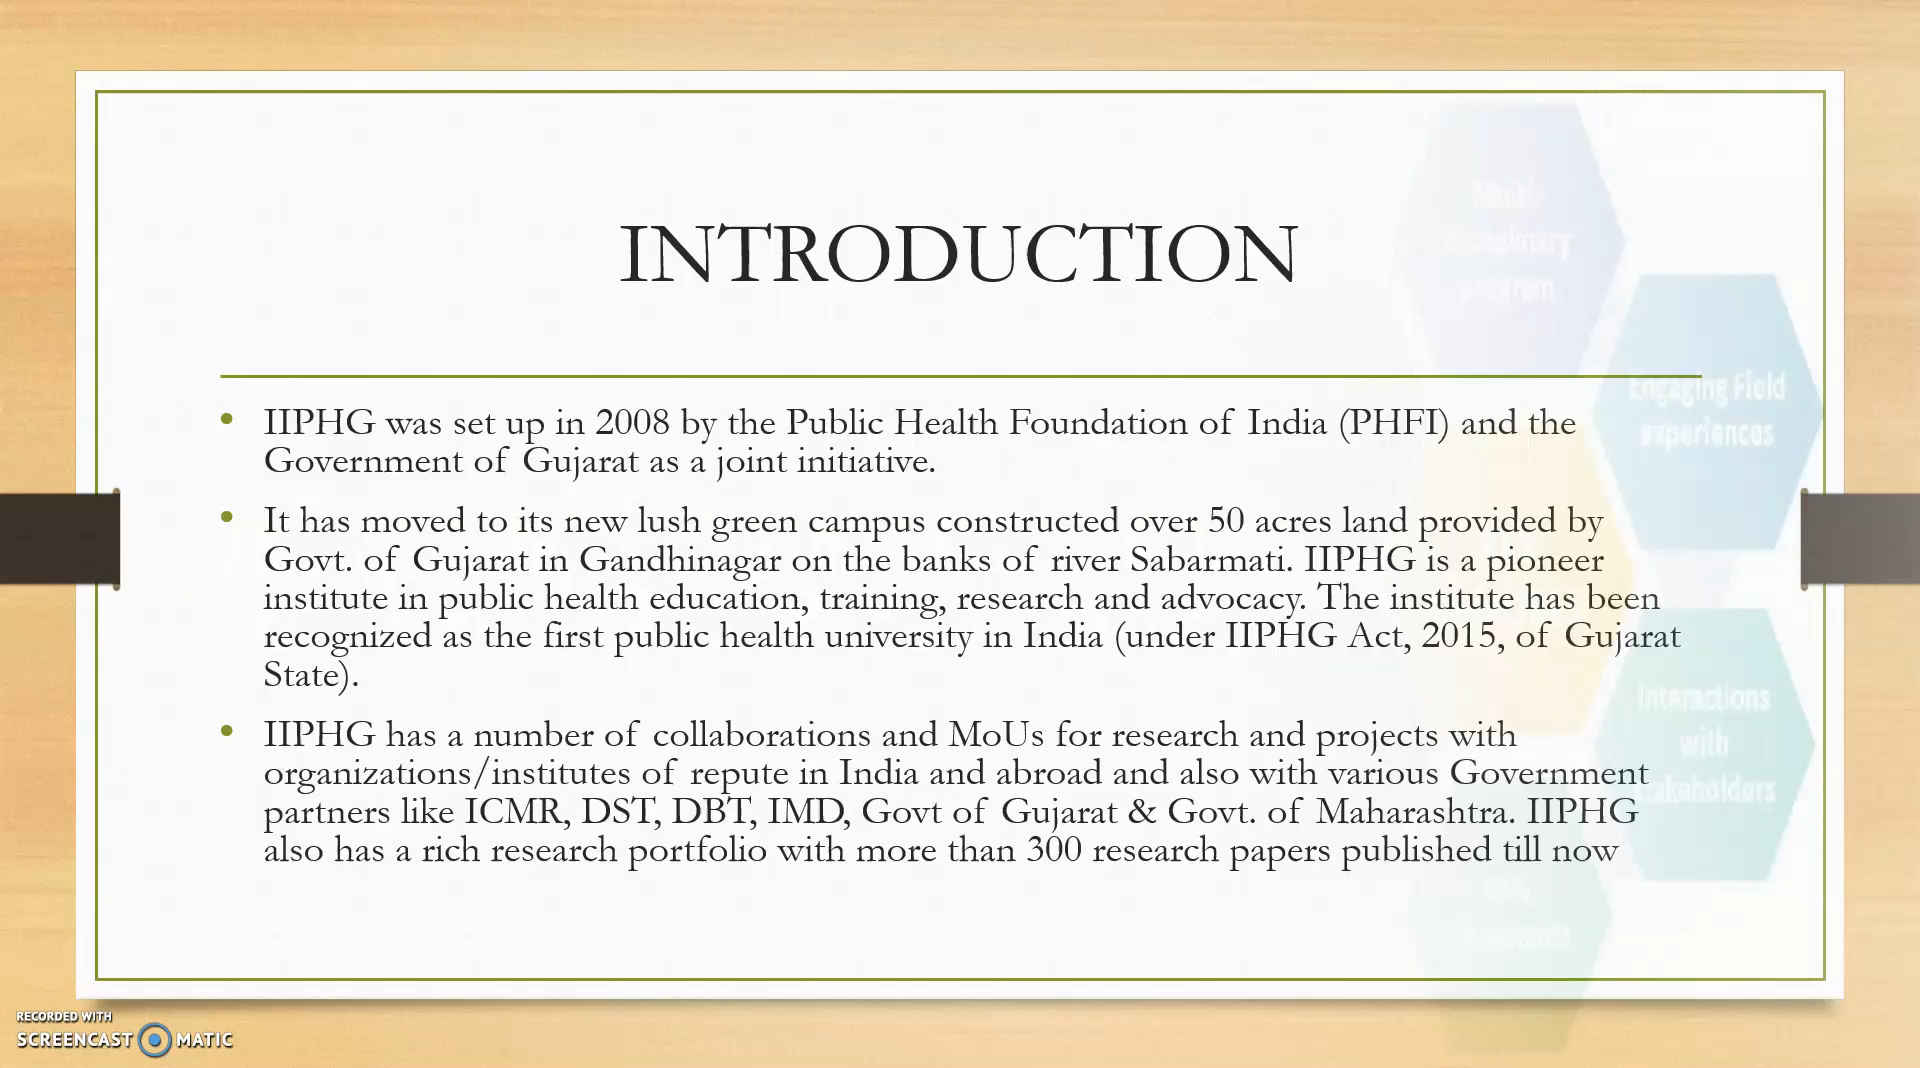 INTRODUCTION
• IIPHG was set up in 2008 by the Public Health Foundation of India (PHFI) and the
Government of Gujarat as a joint initiative.
• It has moved to its new lush green campus constructed over 50 acres land provided by
Govt. of Gujarat in Gandhinagar on the banks of river Sabarmati. IIPHG is a pioneer
institute in public health education, training, research and advocacy. The institute has been
recognized as the first public health university in India (under IIPHG Act, 2015, of Gujarat
State).
• IIPHG has a number of collaborations and MoUs for research and projects with
organizations/institutes of repute in India and abroad and also with various Government
partners like ICMR, DST, DBT, IMD, Govt of Gujarat & Govt. of Maharashtra. IIPHG
also has a rich research portfolio with more than 300 research papers published till now
program
Engaging Field
experiences
Interactions
with
RECORDED WITH
SCREENCAST MATIC